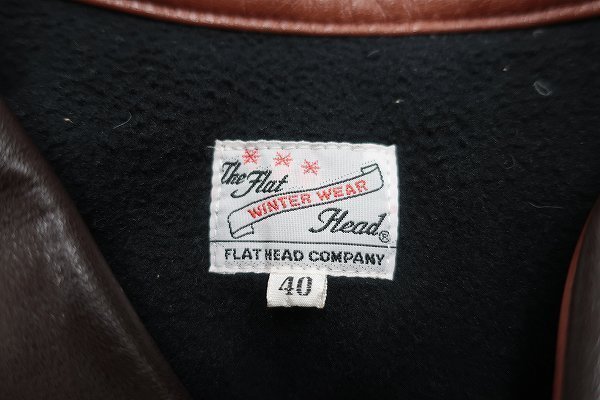 The Flat
WINTER WEAR
Head®
FLAT HEAD COMPANY
40